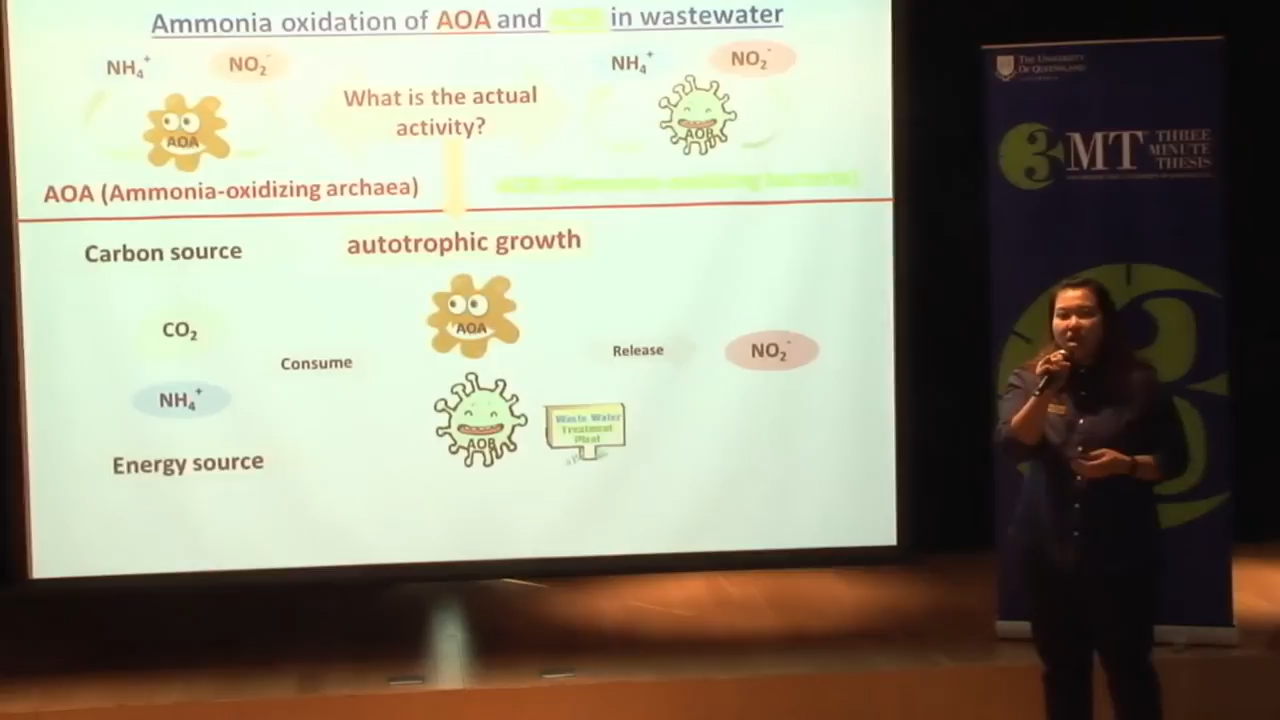 Ammonia oxidation of AOA and in wastewater
NH₄⁺ NO₂⁻
NH₄⁺ NO₂⁻
What is the actual
activity?
AOA
AOB
AOA (Ammonia-oxidizing archaea)
Carbon source
autotrophic growth
CO₂
AOA
Consume
Release
NO₂⁻
NH₄⁺
AOB
Waste Water
Treatment
Plant
Energy source
THE UNIVERSITY
OF QUEENSLAND
3MT THREE
MINUTE
THESIS